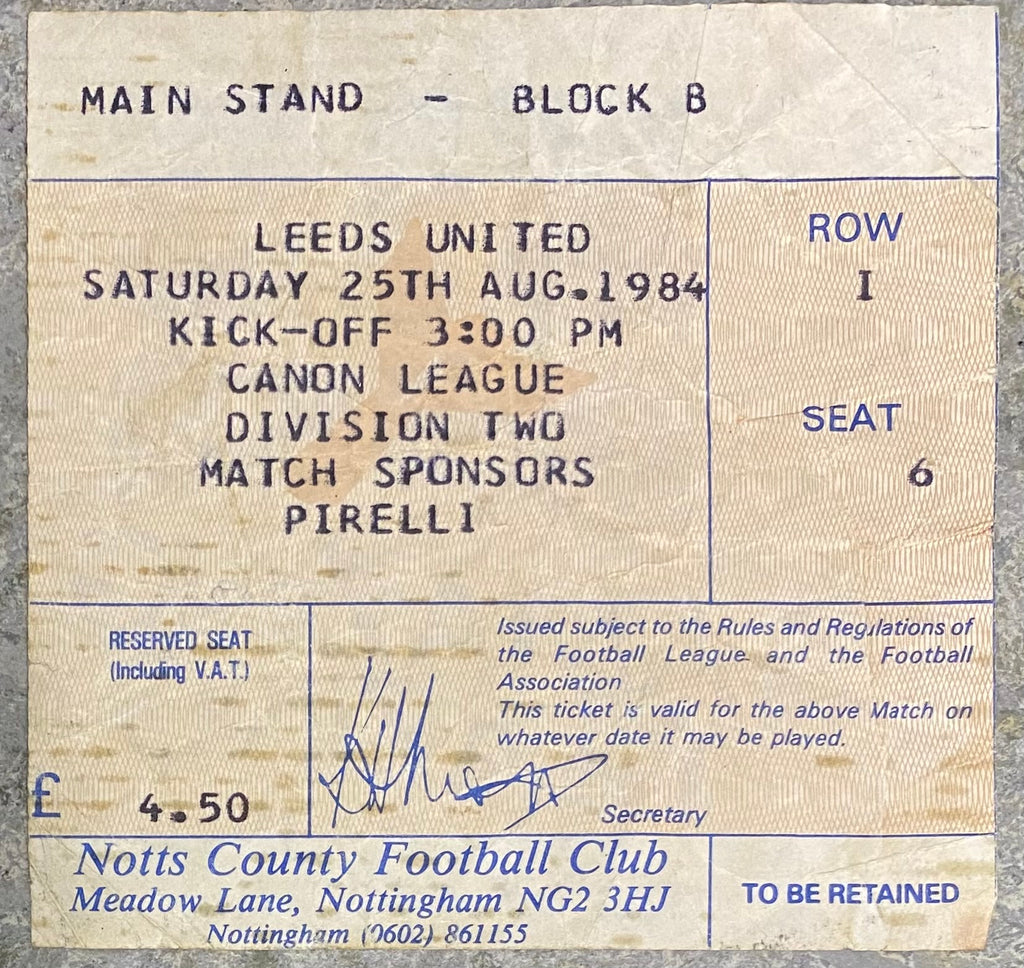 MAIN STAND - BLOCK B
LEEDS UNITED
SATURDAY 25TH AUG.1984
KICK-OFF 3:00 PM
CANON LEAGUE
DIVISION TWO
MATCH SPONSORS
PIRELLI
ROW
I
SEAT
6
RESERVED SEAT
(Including V.A.T.)
£ 4.50
Issued subject to the Rules and Regulations of
the Football League and the Football
Association
This ticket is valid for the above Match on
whatever date it may be played.
Secretary
Notts County Football Club
Meadow Lane, Nottingham NG2 3HJ
Nottingham (0602) 861155
TO BE RETAINED